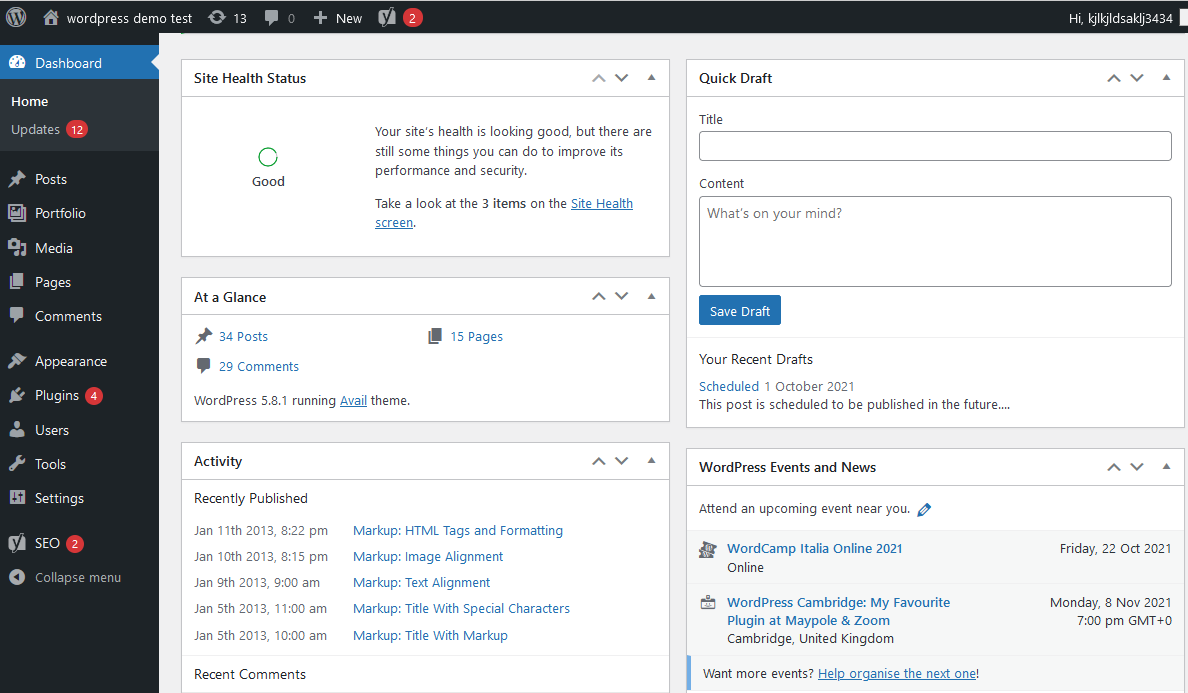 wordpress demo test 13 0 New 2 Hi, kjlkjldsaklj3434
Dashboard
Home
Updates 12
Posts
Portfolio
Media
Pages
Comments
Appearance
Plugins 4
Users
Tools
Settings
SEO 2
Collapse menu
Site Health Status
Good
Your site's health is looking good, but there are
still some things you can do to improve its
performance and security.
Take a look at the 3 items on the Site Health
screen.
At a Glance
34 Posts
15 Pages
29 Comments
WordPress 5.8.1 running Avail theme.
Activity
Recently Published
Jan 11th 2013, 8:22 pm Markup: HTML Tags and Formatting
Jan 10th 2013, 8:15 pm Markup: Image Alignment
Jan 9th 2013, 9:00 am Markup: Text Alignment
Jan 5th 2013, 11:00 am Markup: Title With Special Characters
Jan 5th 2013, 10:00 am Markup: Title With Markup
Recent Comments
Quick Draft
Title
Content
What's on your mind?
Save Draft
Your Recent Drafts
Scheduled 1 October 2021
This post is scheduled to be published in the future....
WordPress Events and News
Attend an upcoming event near you.
WordCamp Italia Online 2021 Friday, 22 Oct 2021
Online
WordPress Cambridge: My Favourite Monday, 8 Nov 2021
Plugin at Maypole & Zoom 7:00 pm GMT+0
Cambridge, United Kingdom
Want more events? Help organise the next one!